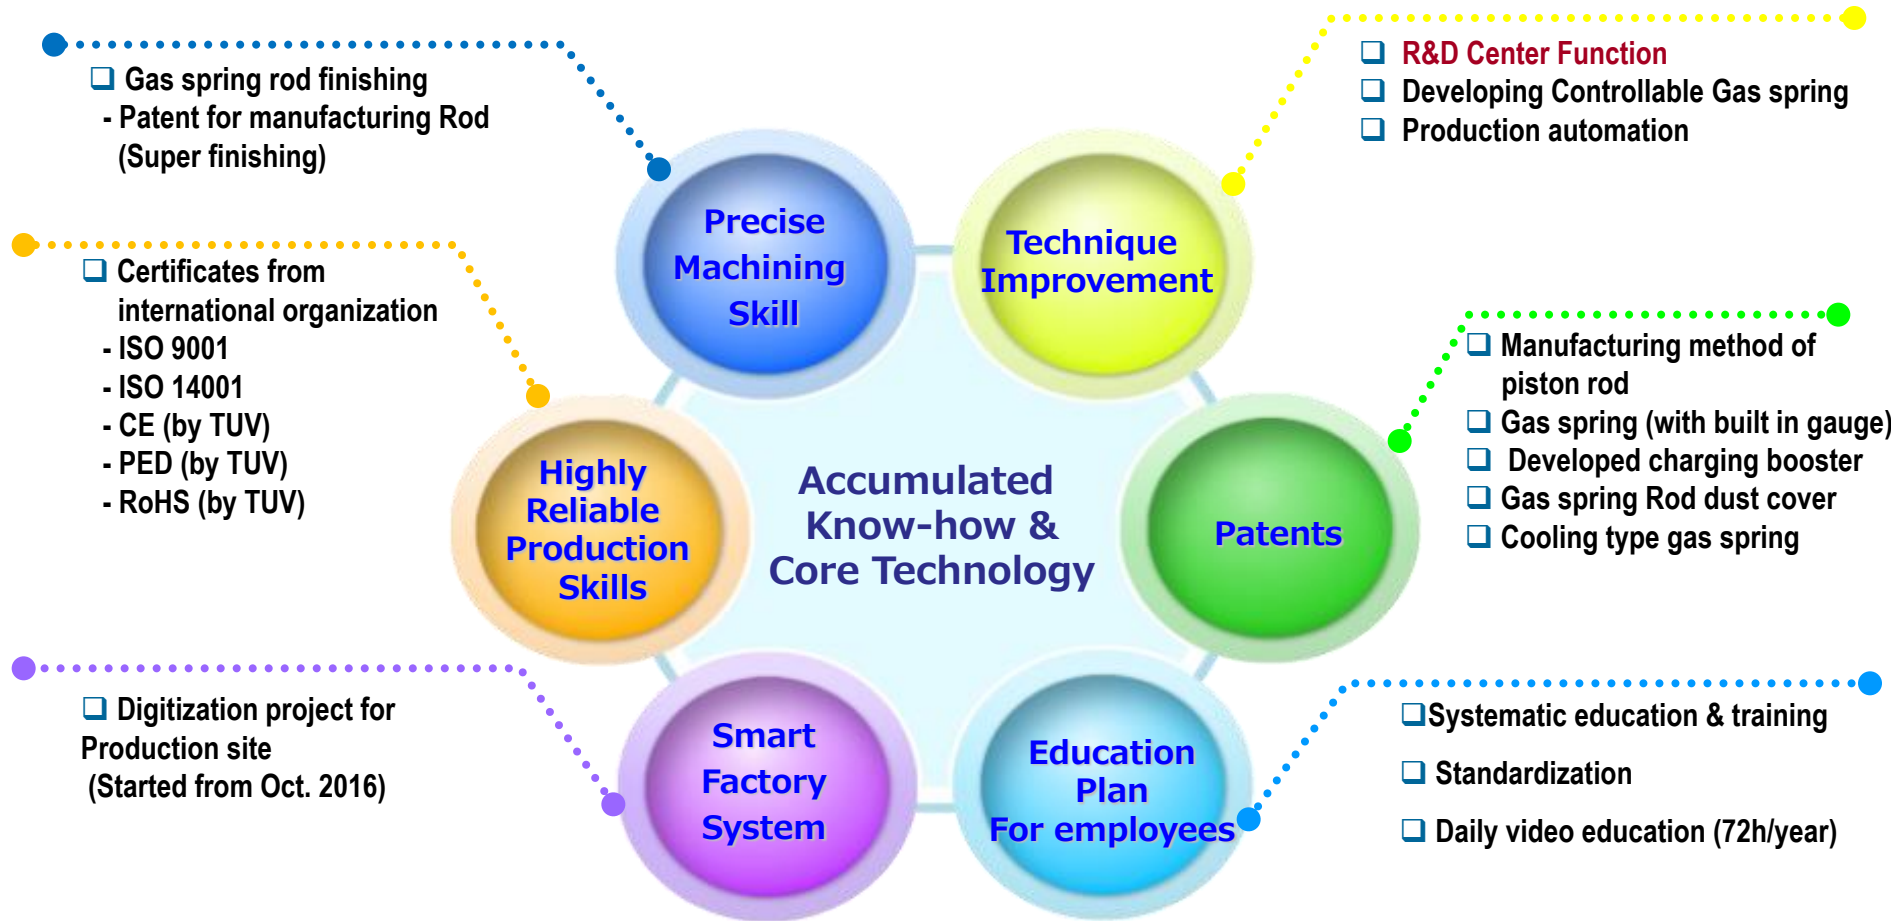 Gas spring rod finishing
- Patent for manufacturing Rod
(Super finishing)
R&D Center Function
Developing Controllable Gas spring
Production automation
Precise
Machining
Skill
Technique
Improvement
Certificates from
international organization
- ISO 9001
- ISO 14001
- CE (by TUV)
- PED (by TUV)
- RoHS (by TUV)
Manufacturing method of
piston rod
Gas spring (with built in gauge)
Developed charging booster
Gas spring Rod dust cover
Cooling type gas spring
Highly
Reliable
Production
Skills
Accumulated
Know-how &
Core Technology
Patents
Digitization project for
Production site
(Started from Oct. 2016)
Smart
Factory
System
Education
Plan
For employees
Systematic education & training
Standardization
Daily video education (72h/year)